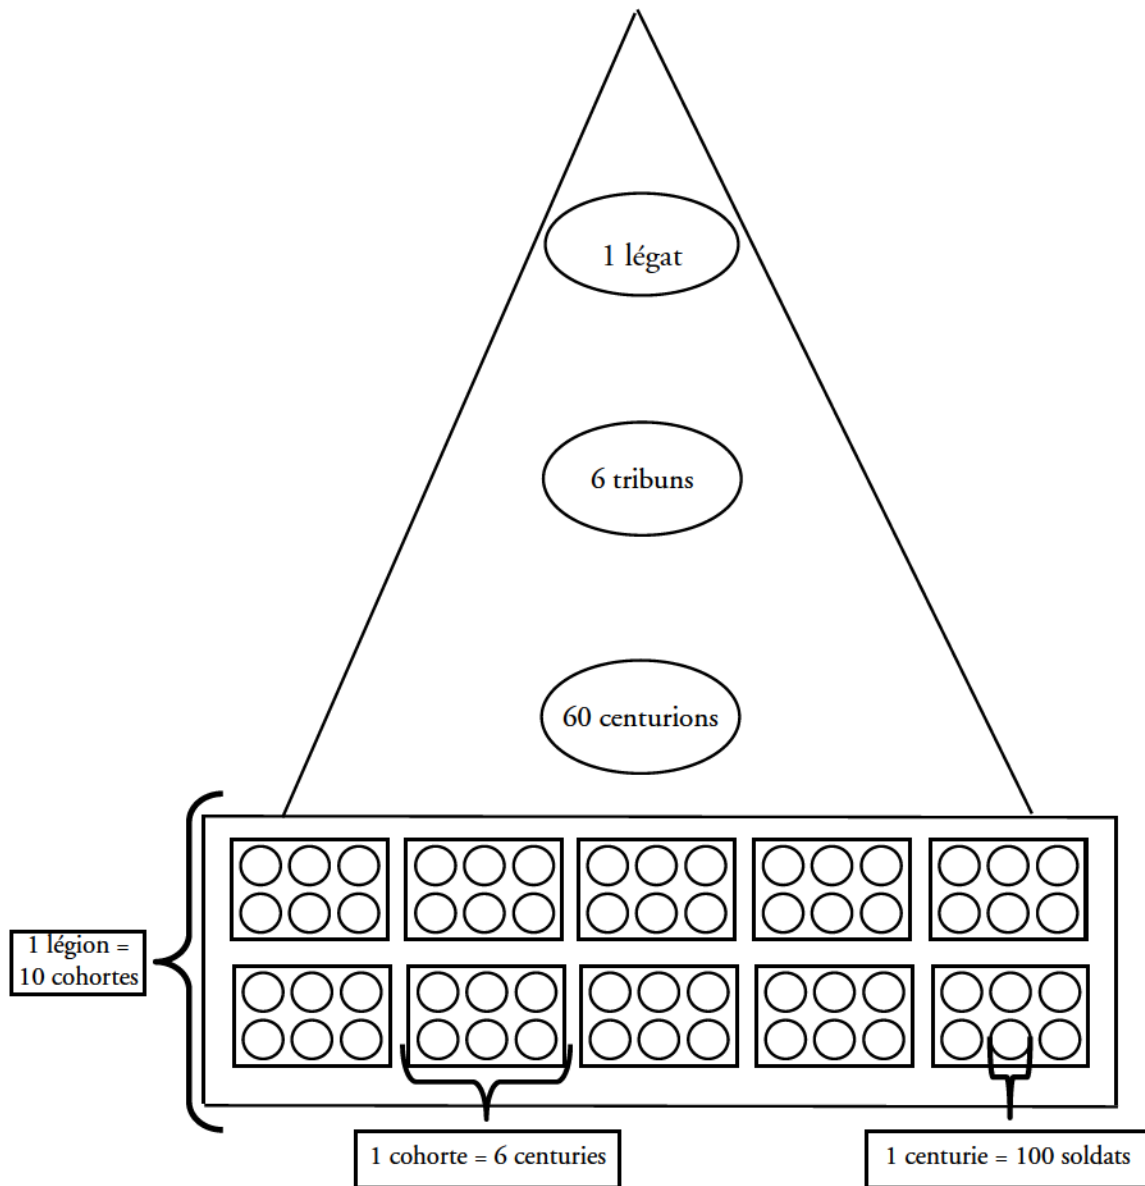 1 légat
6 tribuns
60 centurions
1 légion =
10 cohortes
1 cohorte = 6 centuries
1 centurie = 100 soldats